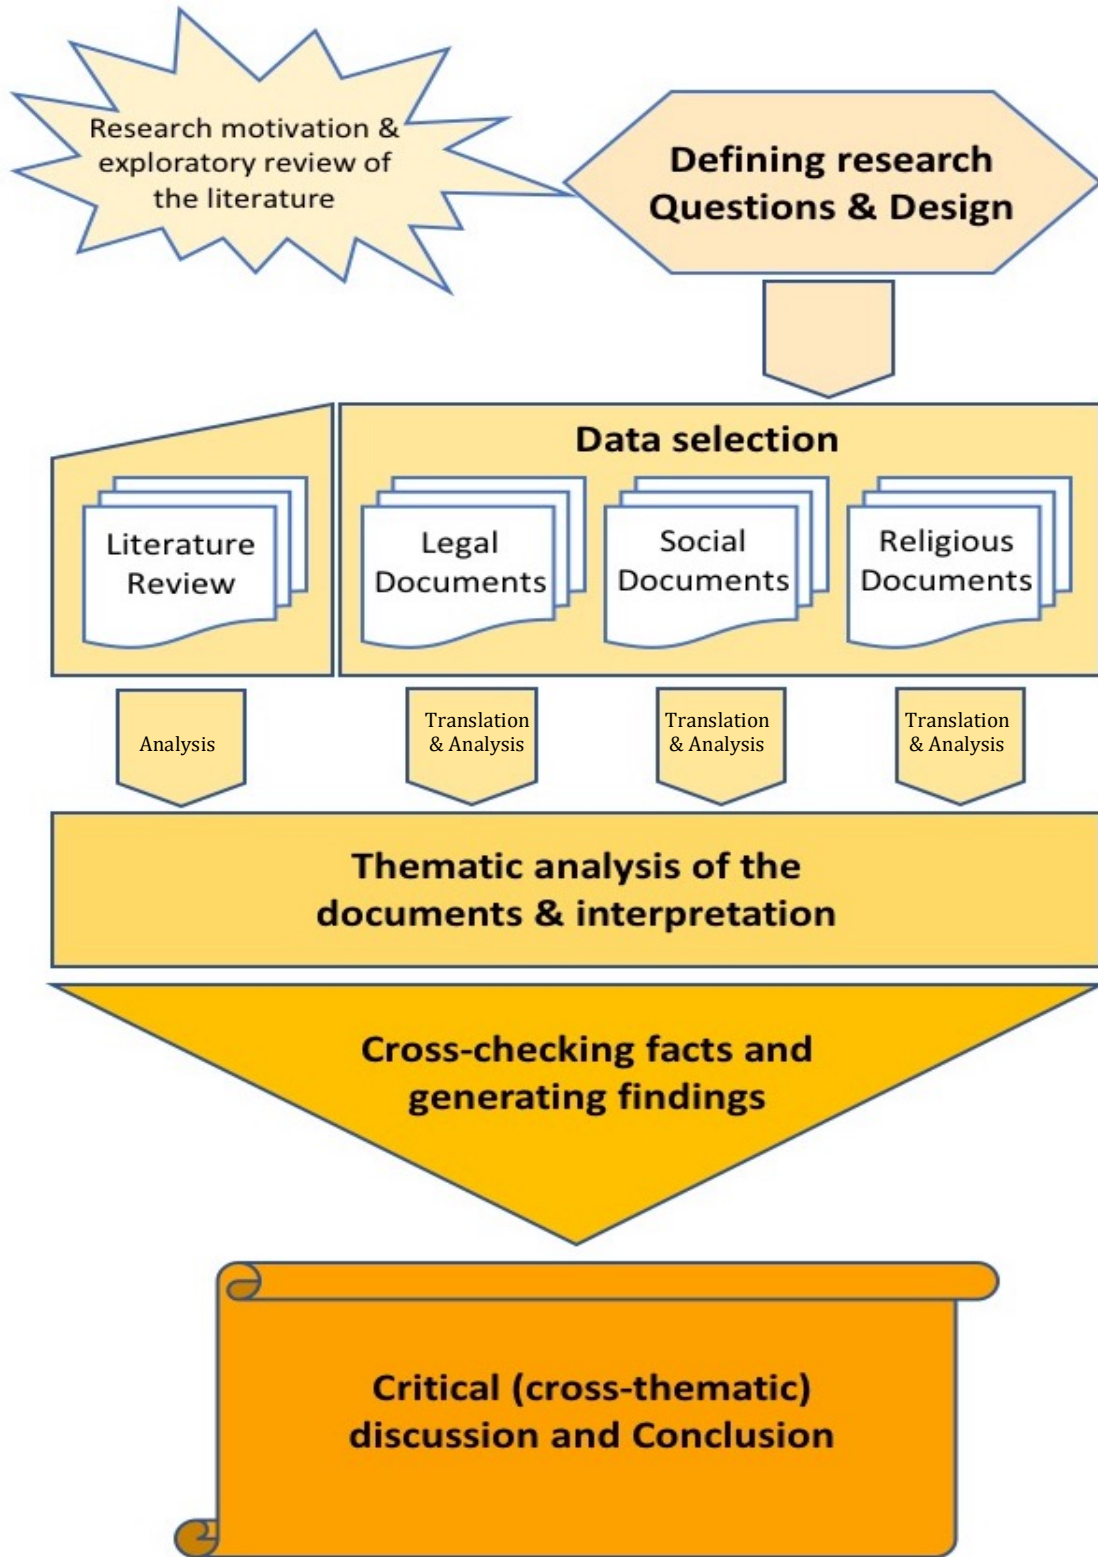 Research motivation &
exploratory review of
the literature
Defining research
Questions & Design
Data selection
Literature
Review
Legal
Documents
Social
Documents
Religious
Documents
Analysis
Translation
& Analysis
Translation
& Analysis
Translation
& Analysis
Thematic analysis of the
documents & interpretation
Cross-checking facts and
generating findings
Critical (cross-thematic)
discussion and Conclusion